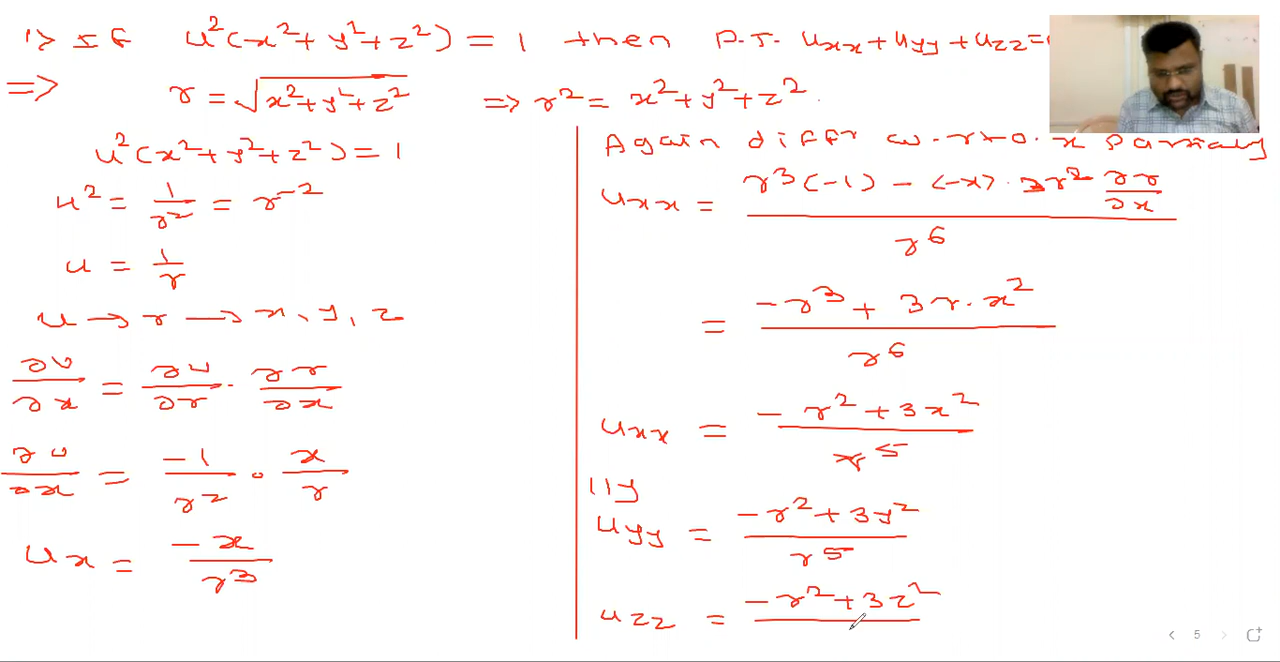 1> If u²(x²+y²+z²) = 1 then P.T. uxx+uyy+uzz=
=> r = √x²+y²+z² => r² = x²+y²+z².
u²(x²+y²+z²) = 1
u² = 1/r² = r⁻²
u = 1/r
u → r → x, y, z
∂u/∂x = ∂u/∂r · ∂r/∂x
∂u/∂x = -1/r² · x/r
ux = -x/r³
Again diffr w.r.to. x partially
uxx = r³(-1) - (-x). 3r² ∂r/∂x / r⁶
= -r³ + 3r.x² / r⁶
uxx = -r² + 3x² / r⁵
lly
uyy = -r² + 3y² / r⁵
uzz = -r² + 3z²
< 5 >